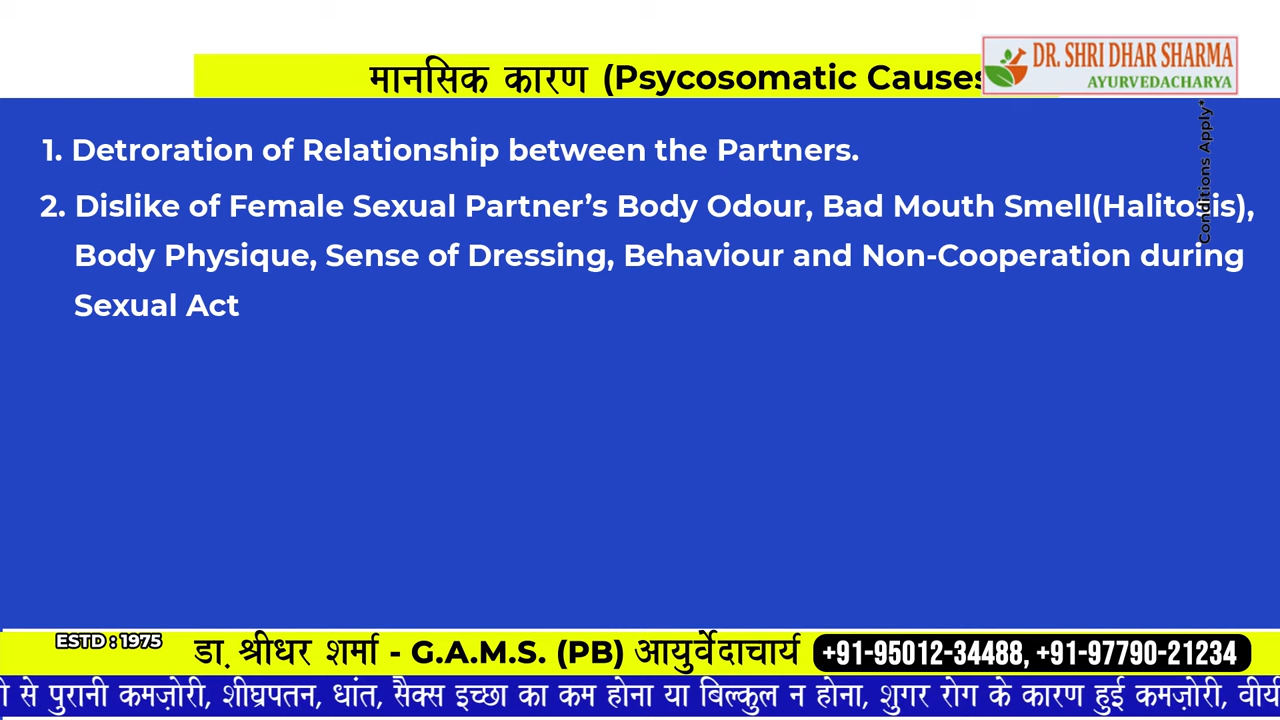 मानसिक कारण (Psycosomatic Causes
DR. SHRI DHAR SHARMA
AYURVEDACHARYA
Conditions Apply*
1. Detroration of Relationship between the Partners.
2. Dislike of Female Sexual Partner's Body Odour, Bad Mouth Smell(Halitosis),
Body Physique, Sense of Dressing, Behaviour and Non-Cooperation during
Sexual Act
ESTD : 1975
डा. श्रीधर शर्मा - G.A.M.S. (PB) आयुर्वेदाचार्य
+91-95012-34488, +91-97790-21234
से पुरानी कमज़ोरी, शीघ्रपतन, धांत, सैक्स इच्छा का कम होना या बिल्कुल न होना, शुगर रोग के कारण हुई कमज़ोरी,